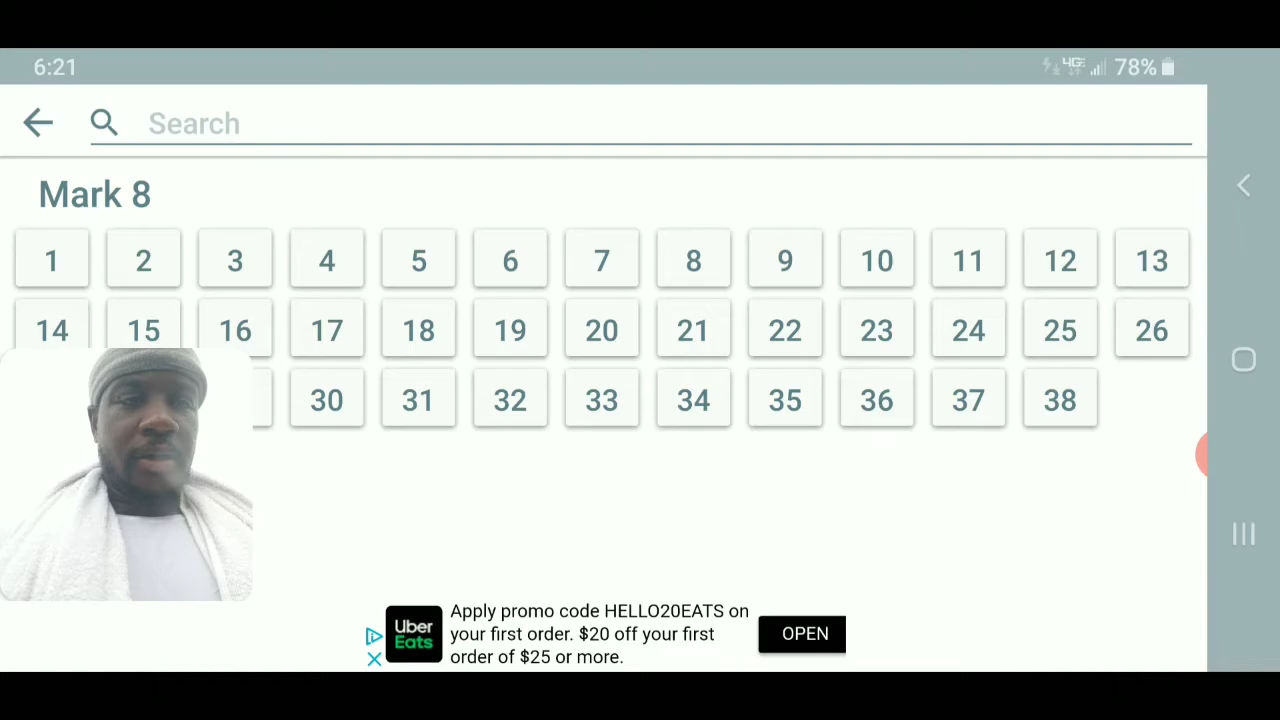 6:21
4GE 78%
Search
Mark 8
1 2 3 4 5 6 7 8 9 10 11 12 13
14 15 16 17 18 19 20 21 22 23 24 25 26
30 31 32 33 34 35 36 37 38
Uber
Eats
Apply promo code HELLO20EATS on
your first order. $20 off your first
order of $25 or more.
OPEN